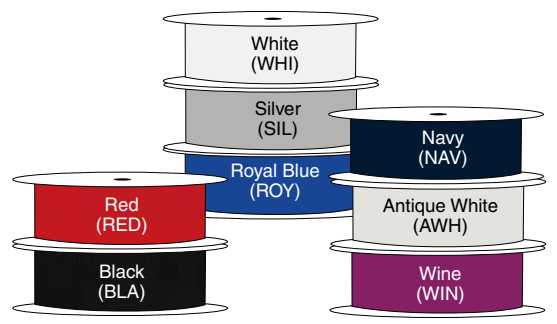 White
(WHI)
Silver
(SIL)
Royal Blue
(ROY)
Navy
(NAV)
Antique White
(AWH)
Wine
(WIN)
Red
(RED)
Black
(BLA)